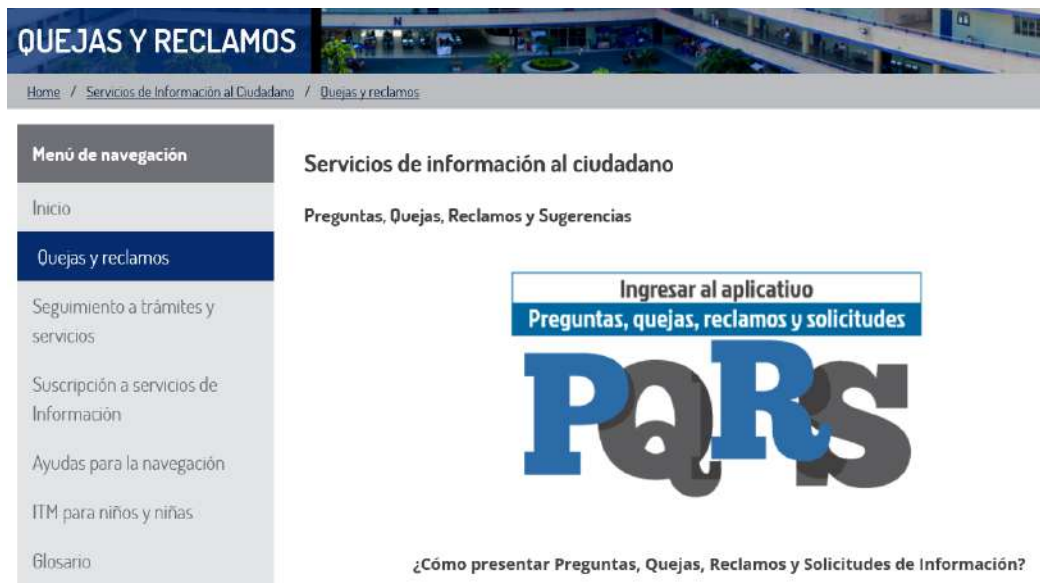 QUEJAS Y RECLAMOS
N
Home / Servicios de Información al Ciudadano / Quejas y reclamos
Menú de navegación
Inicio
Quejas y reclamos
Seguimiento a trámites y
servicios
Suscripción a servicios de
Información
Ayudas para la navegación
ITM para niños y niñas
Glosario
Servicios de información al ciudadano
Preguntas, Quejas, Reclamos y Sugerencias
Ingresar al aplicativo
Preguntas, quejas, reclamos y solicitudes
PQRS
¿Cómo presentar Preguntas, Quejas, Reclamos y Solicitudes de Información?